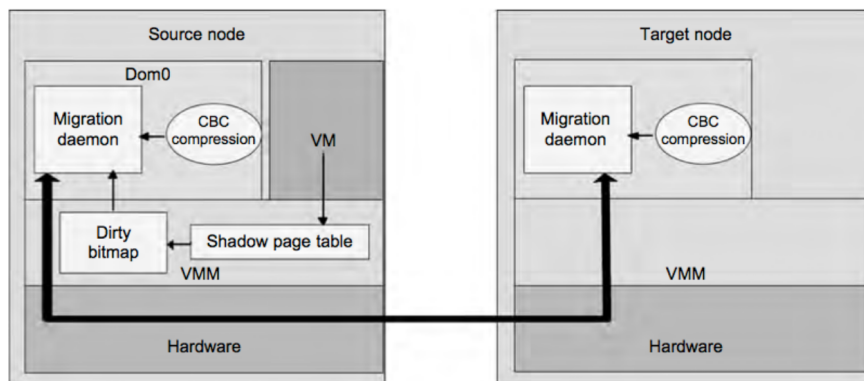 Source node
Dom0
Migration
daemon
CBC
compression
VM
Dirty
bitmap
Shadow page table
VMM
Hardware
Target node
Migration
daemon
CBC
compression
VMM
Hardware